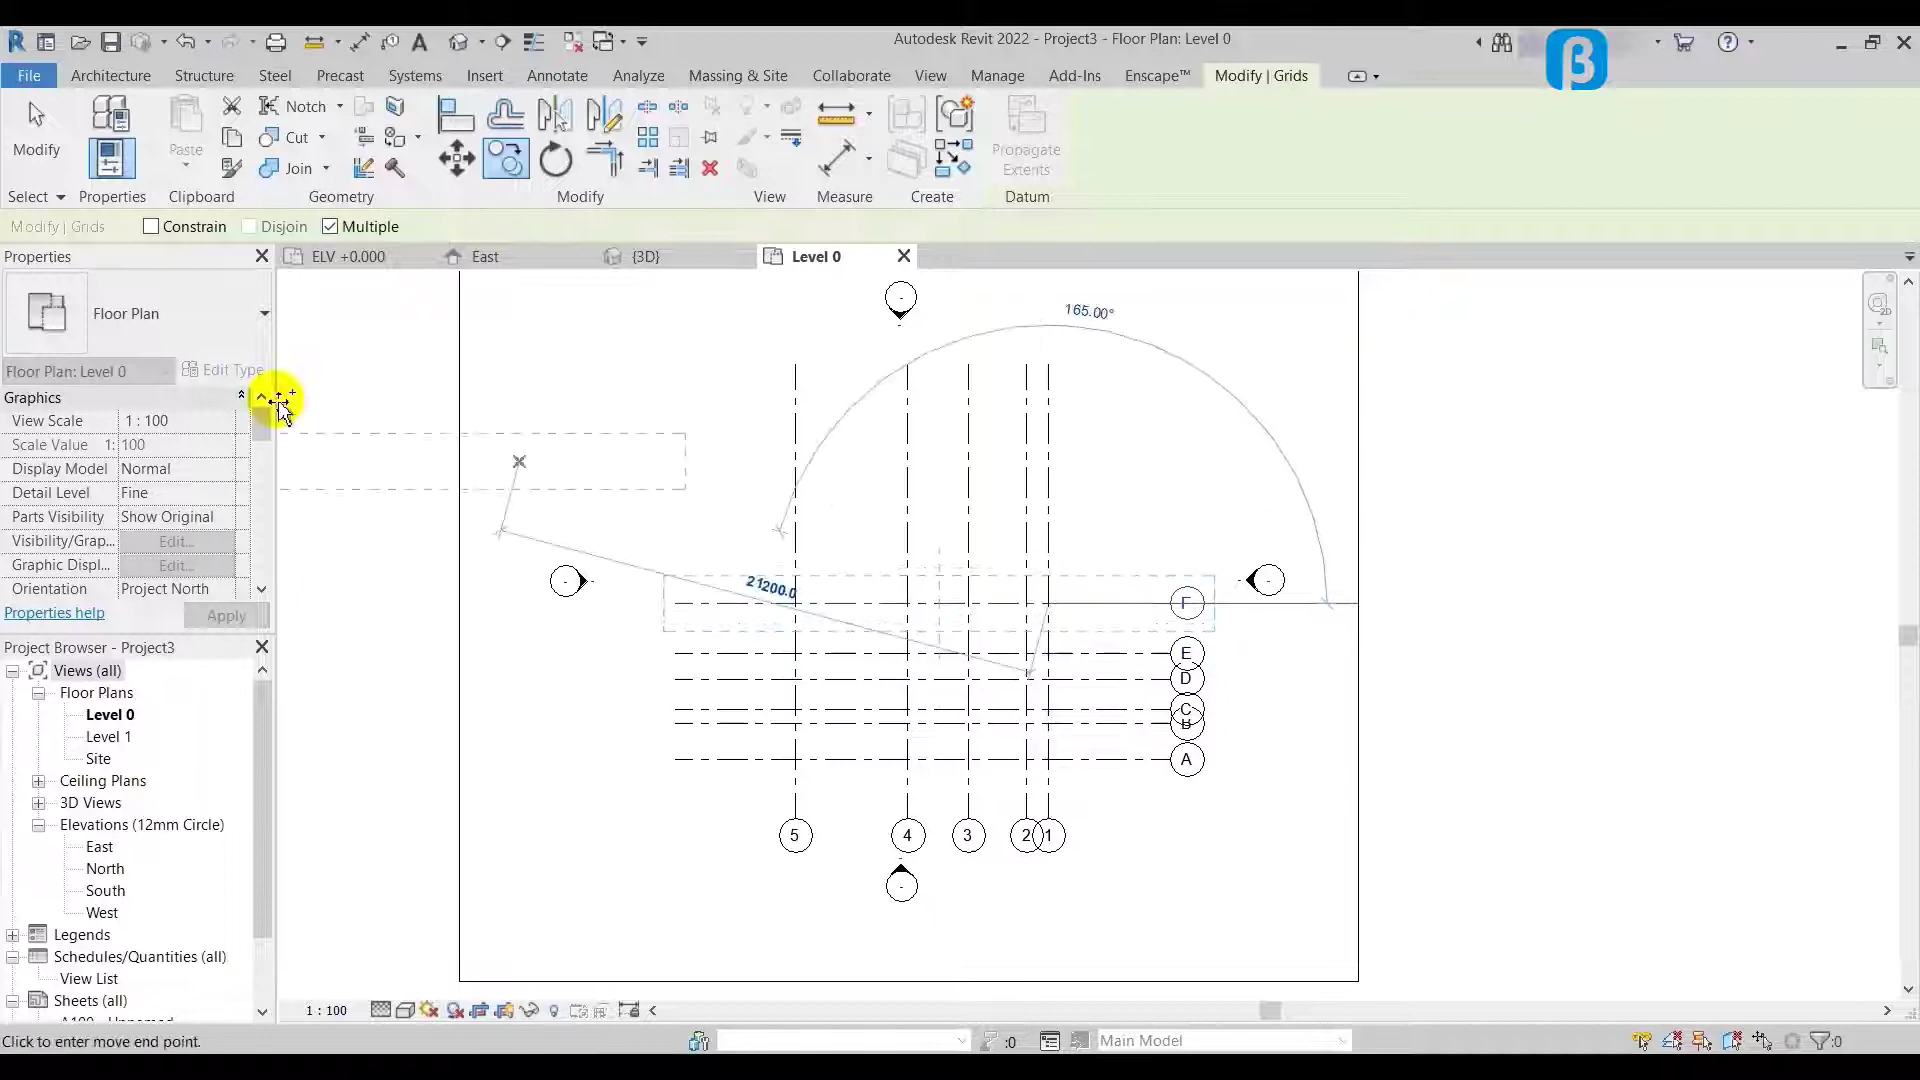 Autodesk Revit 2022 - Project3 - Floor Plan: Level 0
β
File Architecture Structure Steel Precast Systems Insert Annotate Analyze Massing & Site Collaborate View Manage Add-Ins Enscape™ Modify | Grids
Modify
Paste
Notch
Cut
Join
Propagate
Extents
Select Properties Clipboard Geometry Modify View Measure Create Datum
Modify | Grids Constrain Disjoin Multiple
Properties
ELV +0.000 East {3D} Level 0
Floor Plan
Floor Plan: Level 0 Edit Type
Graphics
View Scale 1 : 100
Scale Value 1: 100
Display Model Normal
Detail Level Fine
Parts Visibility Show Original
Visibility/Grap... Edit...
Graphic Displ... Edit...
Orientation Project North
Properties help Apply
Project Browser - Project3
Views (all)
Floor Plans
Level 0
Level 1
Site
Ceiling Plans
3D Views
Elevations (12mm Circle)
East
North
South
West
Legends
Schedules/Quantities (all)
View List
Sheets (all)
165.00°
21200.0
F
E
D
C
B
A
5 4 3 2 1
2D
1 : 100
Click to enter move end point.
:0
Main Model
:0